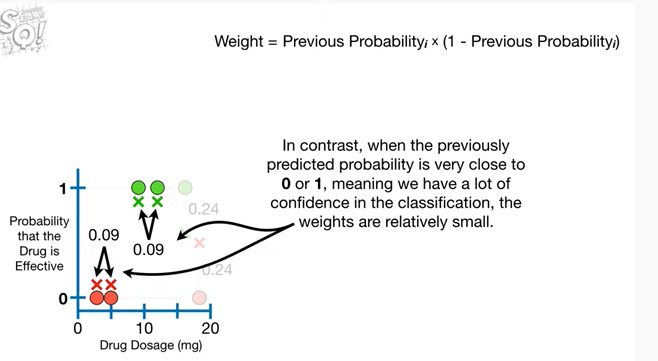 SQ!
Weight = Previous Probabilityi × (1 - Previous Probabilityi)
In contrast, when the previously
predicted probability is very close to
0 or 1, meaning we have a lot of
confidence in the classification, the
weights are relatively small.
1
0.24
Probability
that the
Drug is
Effective
0.09
0.09
0.24
0
0
10
20
Drug Dosage (mg)